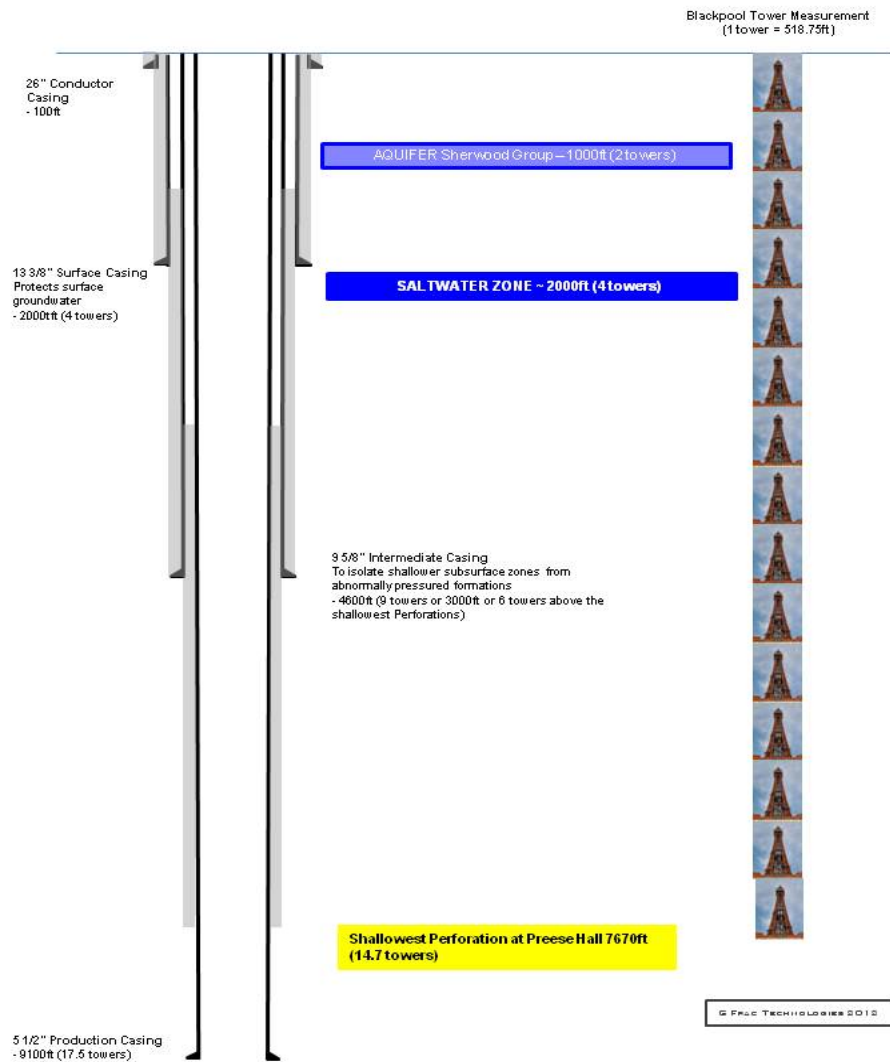 Blackpool Tower Measurement
(1 tower = 518.75ft)
26" Conductor
Casing
- 100ft
AQUIFER Sherwood Group – 1000ft (2 towers)
13 3/8" Surface Casing
Protects surface
groundwater
- 2000tft (4 towers)
SALTWATER ZONE ~ 2000ft (4 towers)
9 5/8" Intermediate Casing
To isolate shallower subsurface zones from
abnormally pressured formations
- 4600ft (9 towers or 3000ft or 6 towers above the
shallowest Perforations)
Shallowest Perforation at Preese Hall 7670ft
(14.7 towers)
G FRAC TECHNOLOGIES 2012
5 1/2" Production Casing
- 9100ft (17.5 towers)